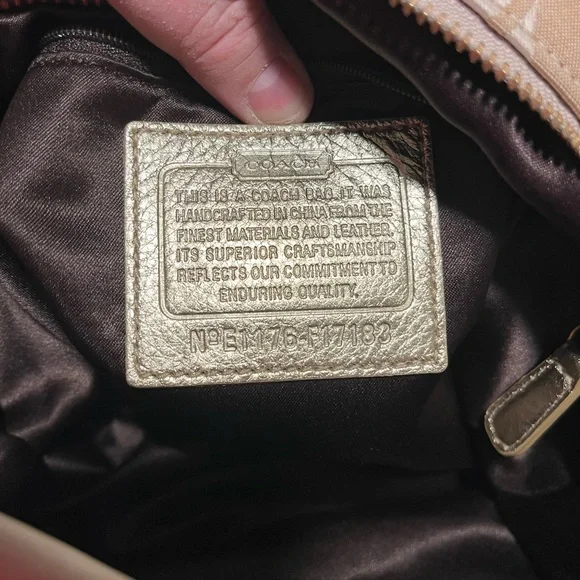 COACH
THIS IS A COACH BAG. IT WAS
HANDCRAFTED IN CHINA FROM THE
FINEST MATERIALS AND LEATHER.
ITS SUPERIOR CRAFTSMANSHIP
REFLECTS OUR COMMITMENT TO
ENDURING QUALITY.
Nº E1176-F17183